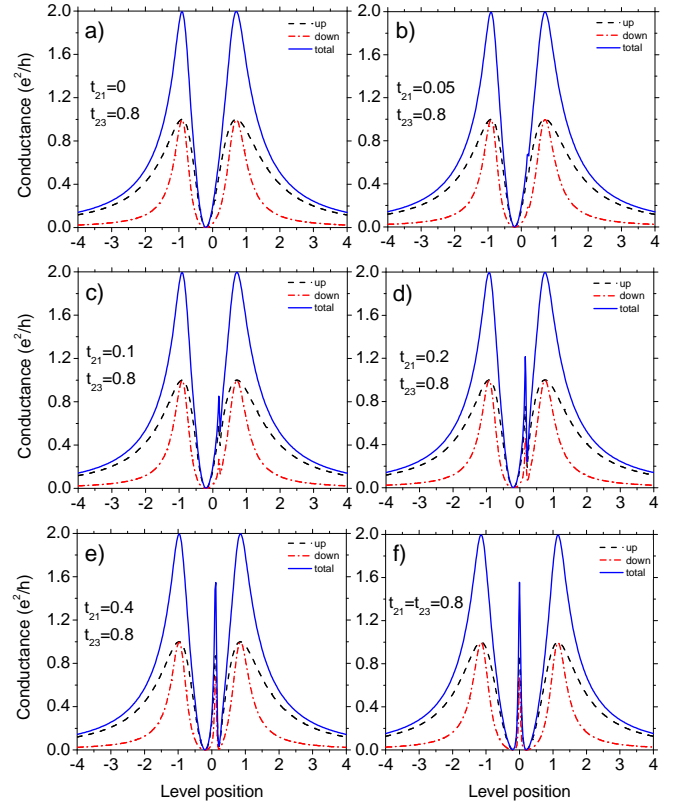 a)
t₂₁=0
t₂₃=0.8
up
down
total
Conductance (e²/h)
2.0
1.6
1.2
0.8
0.4
0.0
-4 -3 -2 -1 0 1 2 3 4
b)
t₂₁=0.05
t₂₃=0.8
up
down
total
2.0
1.6
1.2
0.8
0.4
0.0
-4 -3 -2 -1 0 1 2 3 4
c)
t₂₁=0.1
t₂₃=0.8
up
down
total
Conductance (e²/h)
2.0
1.6
1.2
0.8
0.4
0.0
-4 -3 -2 -1 0 1 2 3 4
d)
t₂₁=0.2
t₂₃=0.8
up
down
total
2.0
1.6
1.2
0.8
0.4
0.0
-4 -3 -2 -1 0 1 2 3 4
e)
t₂₁=0.4
t₂₃=0.8
up
down
total
Conductance (e²/h)
2.0
1.6
1.2
0.8
0.4
0.0
-4 -3 -2 -1 0 1 2 3 4
Level position
f)
t₂₁=t₂₃=0.8
up
down
total
2.0
1.6
1.2
0.8
0.4
0.0
-4 -3 -2 -1 0 1 2 3 4
Level position